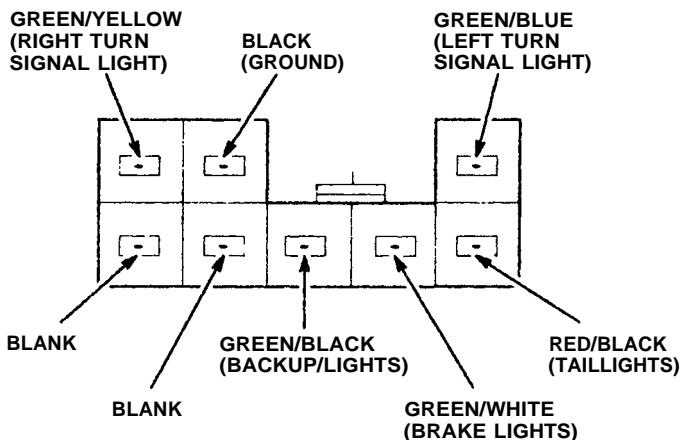 GREEN/YELLOW
(RIGHT TURN
SIGNAL LIGHT)
BLACK
(GROUND)
GREEN/BLUE
(LEFT TURN
SIGNAL LIGHT)
BLANK
BLANK
GREEN/BLACK
(BACKUP/LIGHTS)
GREEN/WHITE
(BRAKE LIGHTS)
RED/BLACK
(TAILLIGHTS)